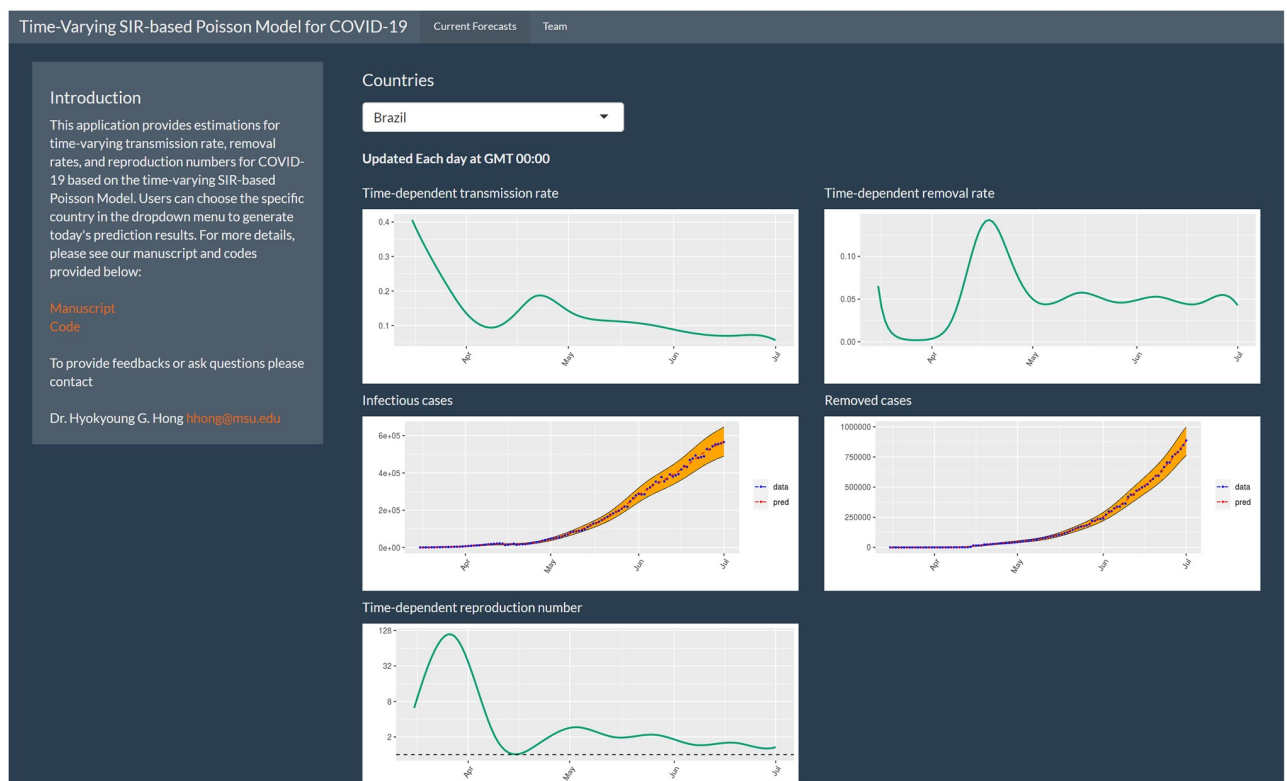 Time-Varying SIR-based Poisson Model for COVID-19 Current Forecasts Team
Introduction
This application provides estimations for
time-varying transmission rate, removal
rates, and reproduction numbers for COVID-
19 based on the time-varying SIR-based
Poisson Model. Users can choose the specific
country in the dropdown menu to generate
today's prediction results. For more details,
please see our manuscript and codes
provided below:
Manuscript
Code
To provide feedbacks or ask questions please
contact
Dr. Hyokyoung G. Hong hhong@msu.edu
Countries
Brazil
Updated Each day at GMT 00:00
Time-dependent transmission rate
0.4
0.3
0.2
0.1
Apr May Jun Jul
Time-dependent removal rate
0.10
0.05
0.00
Apr May Jun Jul
Infectious cases
6e+05
4e+05
2e+05
0e+00
Apr May Jun Jul
data
pred
Removed cases
1000000
750000
500000
250000
0
Apr May Jun Jul
data
pred
Time-dependent reproduction number
128
32
8
2
Apr May Jun Jul